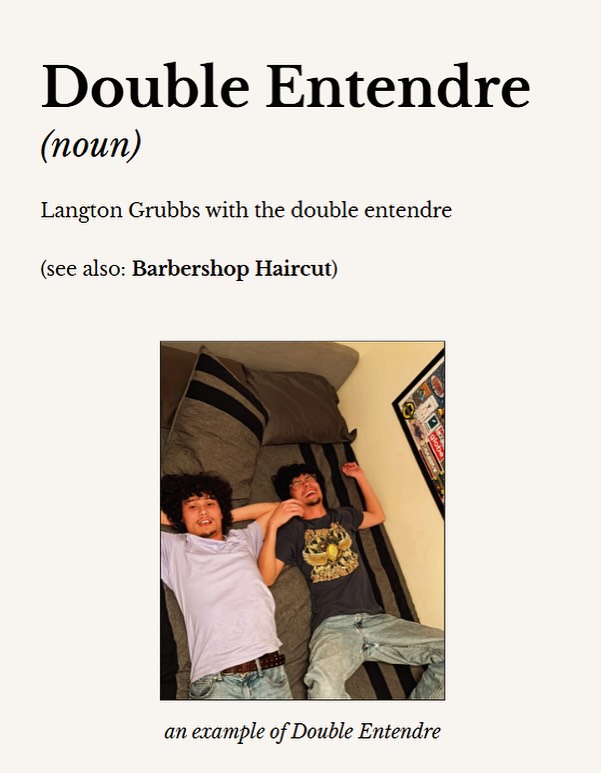 Double Entendre
(noun)
Langton Grubbs with the double entendre
(see also: Barbershop Haircut)
an example of Double Entendre